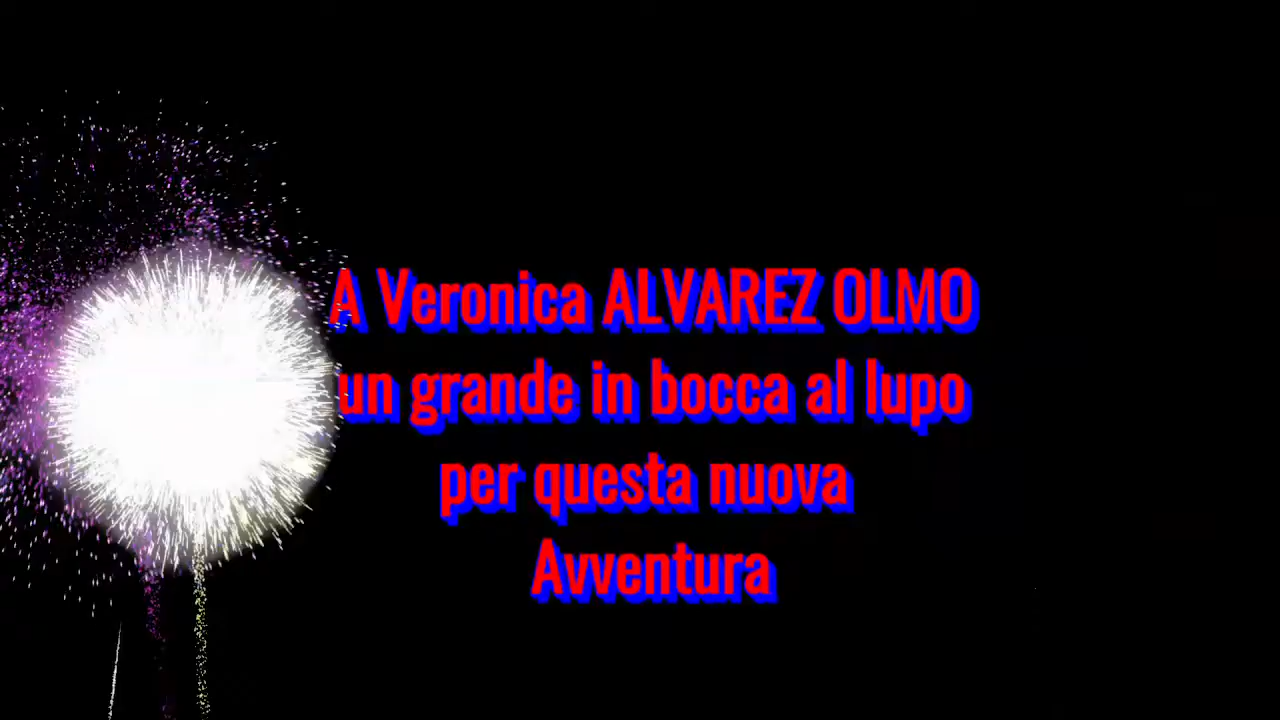 A Veronica ALVAREZ OLMO
un grande in bocca al lupo
per questa nuova
Avventura